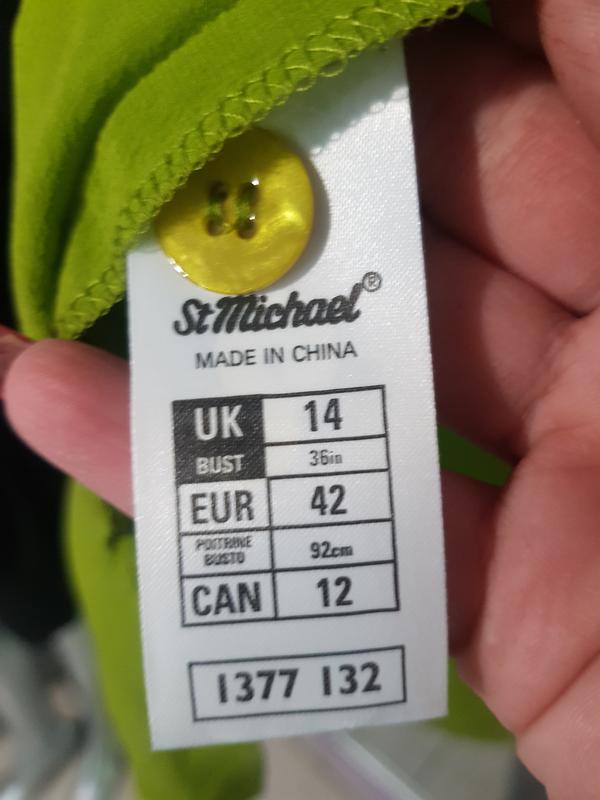 St Michael®
MADE IN CHINA
UK 14
BUST 36in
EUR 42
POITRINE
BUSTO 92cm
CAN 12
1377 132